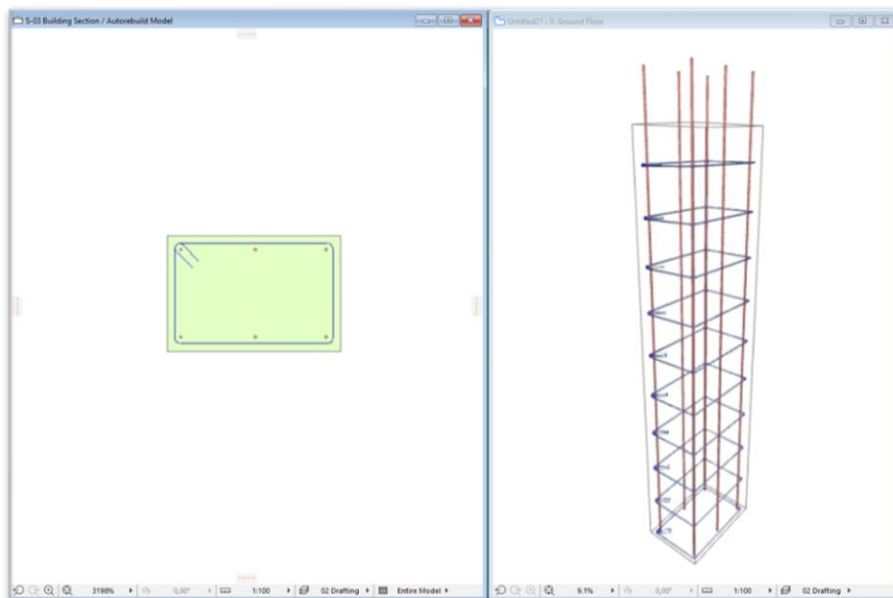 S-03 Building Section / Autorebuild Model
Untitled21 : 0. Ground Floor
3198%
0,00°
1:100
02 Drafting
Entire Model
9.1%
0,00°
1:100
02 Drafting